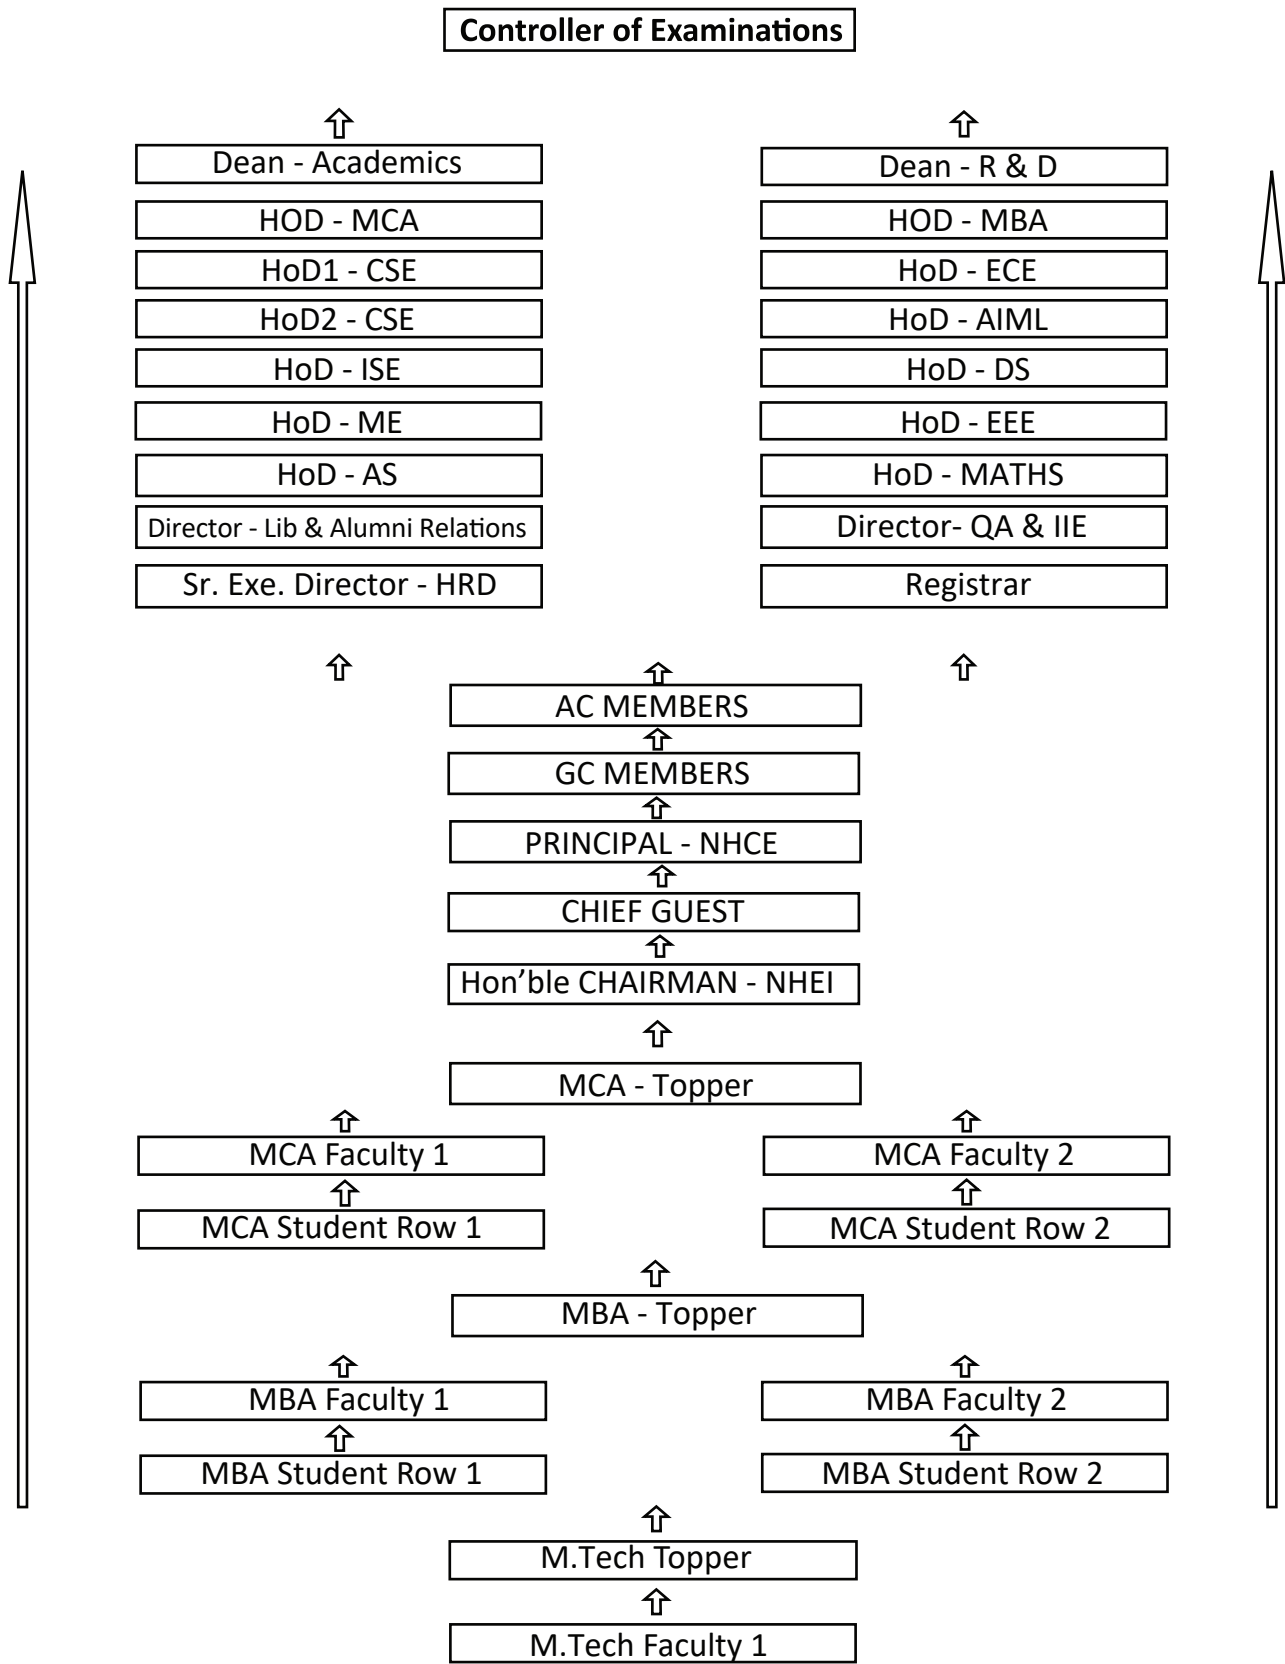 Controller of Examinations
Dean - Academics
Dean - R & D
HOD - MCA
HOD - MBA
HoD1 - CSE
HoD - ECE
HoD2 - CSE
HoD - AIML
HoD - ISE
HoD - DS
HoD - ME
HoD - EEE
HoD - AS
HoD - MATHS
Director - Lib & Alumni Relations
Director- QA & IIE
Sr. Exe. Director - HRD
Registrar
AC MEMBERS
GC MEMBERS
PRINCIPAL - NHCE
CHIEF GUEST
Hon’ble CHAIRMAN - NHEI
MCA - Topper
MCA Faculty 1
MCA Faculty 2
MCA Student Row 1
MCA Student Row 2
MBA - Topper
MBA Faculty 1
MBA Faculty 2
MBA Student Row 1
MBA Student Row 2
M.Tech Topper
M.Tech Faculty 1